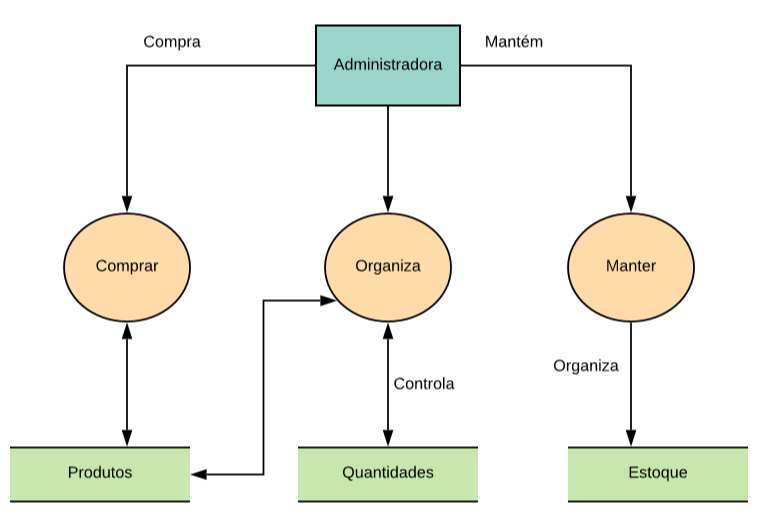 Compra
Mantém
Administradora
Comprar
Organiza
Manter
Organiza
Controla
Produtos
Quantidades
Estoque